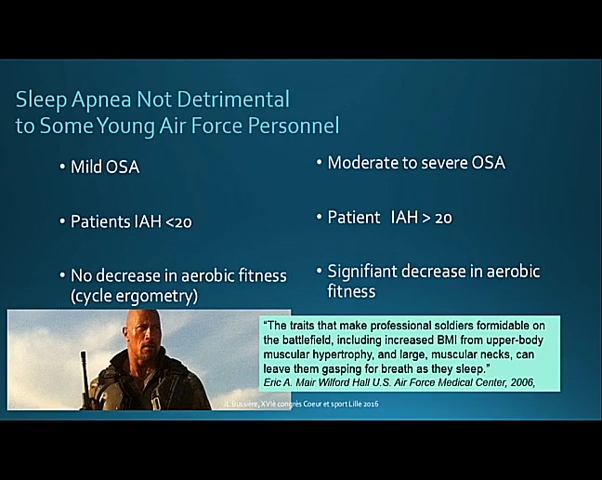 Sleep Apnea Not Detrimental
to Some Young Air Force Personnel
• Mild OSA
• Patients IAH <20
• No decrease in aerobic fitness
(cycle ergometry)
• Moderate to severe OSA
• Patient IAH > 20
• Signifiant decrease in aerobic
fitness
"The traits that make professional soldiers formidable on
the battlefield, including increased BMI from upper-body
muscular hypertrophy, and large, muscular necks, can
leave them gasping for breath as they sleep."
Eric A. Mair Wilford Hall U.S. Air Force Medical Center, 2006,
Bussière, XVIè congrès Coeur et sport Lille 2016